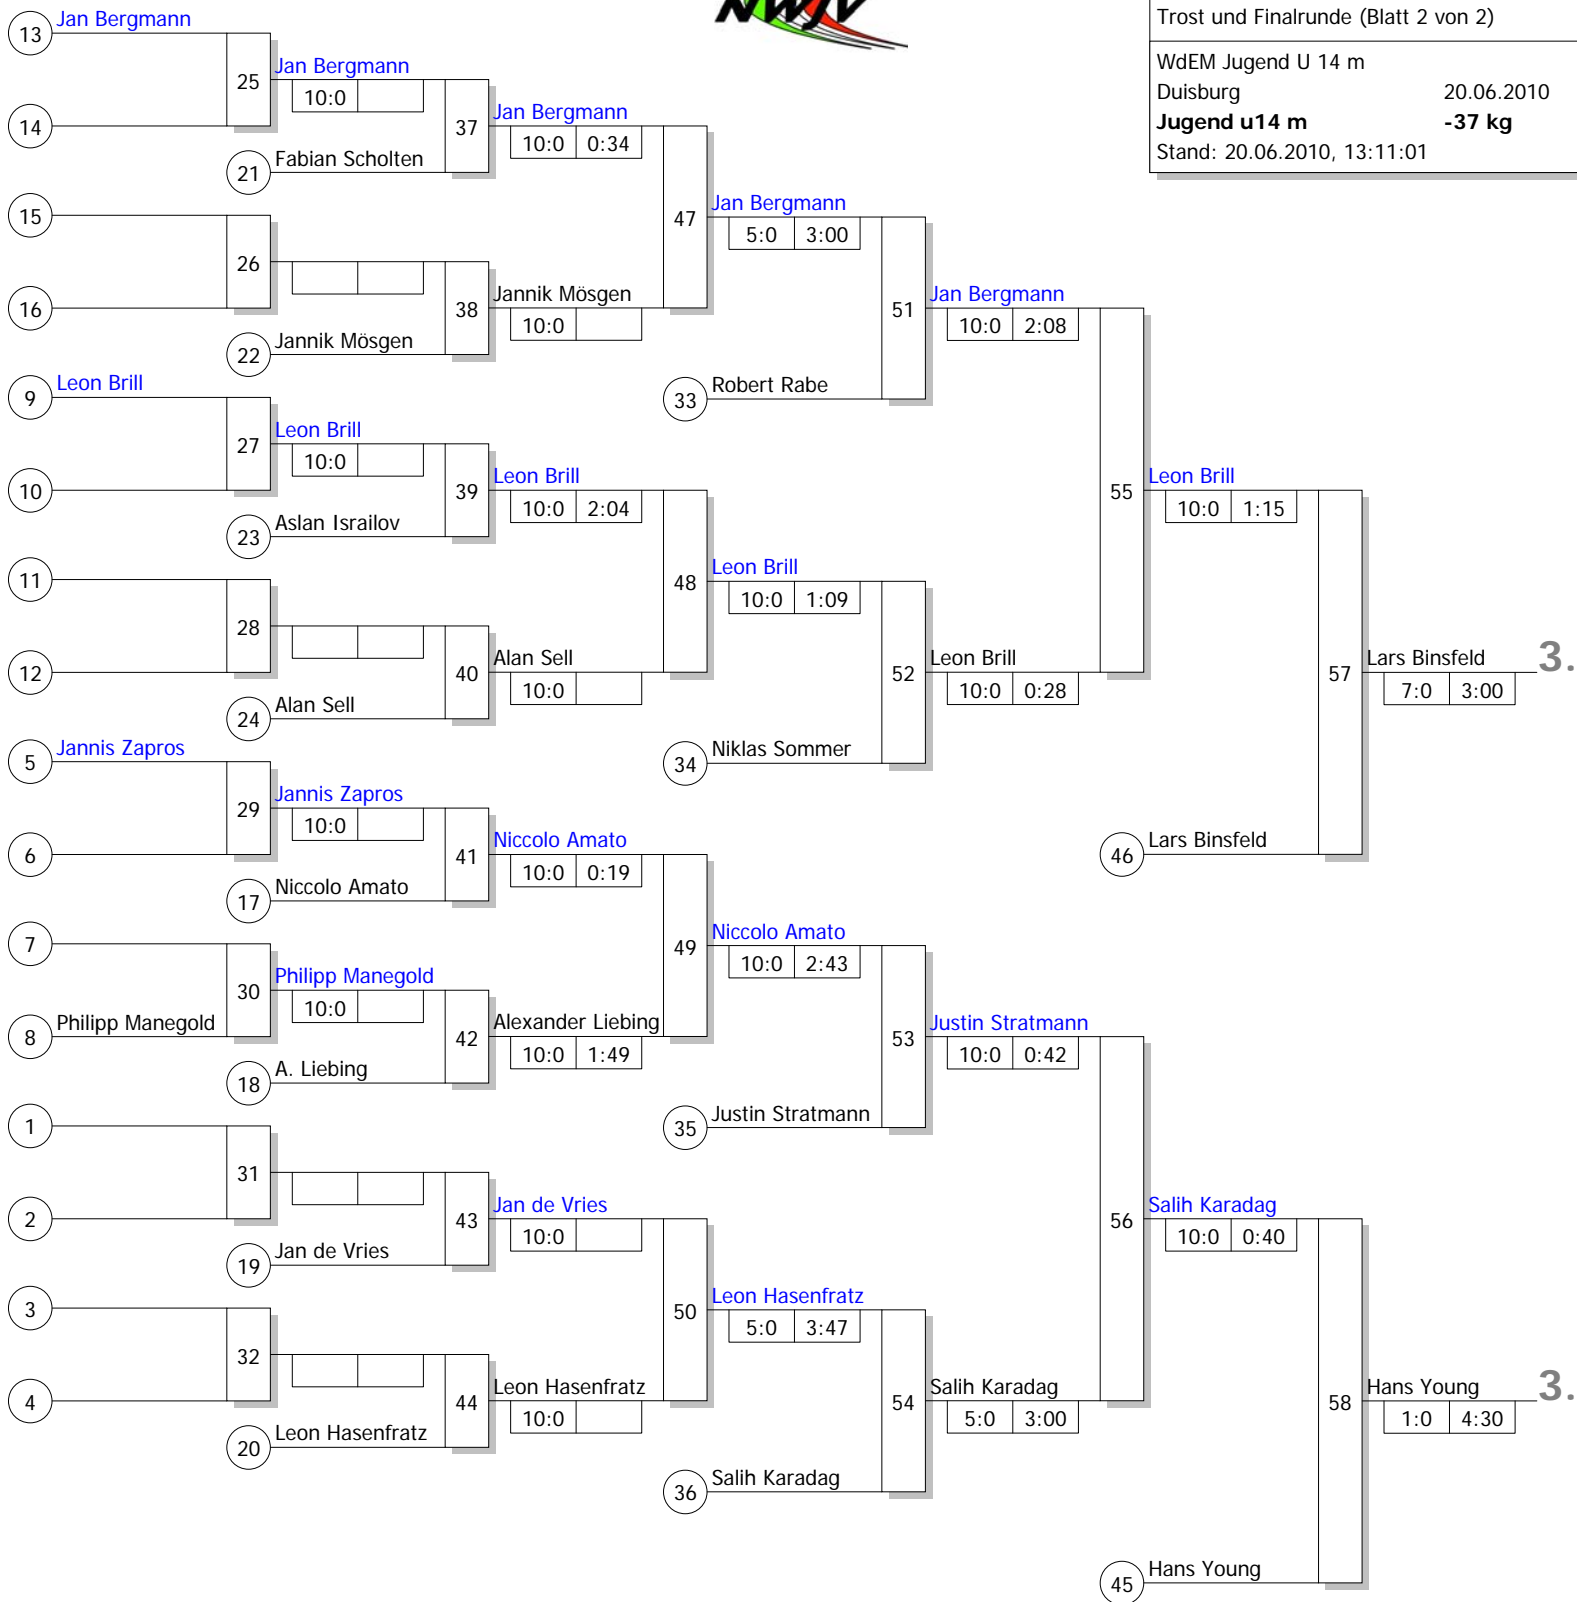 NWJV
Trost und Finalrunde (Blatt 2 von 2)
WdEM Jugend U 14 m
Duisburg 20.06.2010
Jugend u14 m -37 kg
Stand: 20.06.2010, 13:11:01
13 Jan Bergmann
25 Jan Bergmann
10:0
14
37 Jan Bergmann
10:0 0:34
21 Fabian Scholten
15
47 Jan Bergmann
5:0 3:00
26
16
38 Jannik Mösgen
10:0
22 Jannik Mösgen
51 Jan Bergmann
10:0 2:08
33 Robert Rabe
9 Leon Brill
27 Leon Brill
10:0
10
39 Leon Brill
10:0 2:04
23 Aslan Israilov
55 Leon Brill
10:0 1:15
11
48 Leon Brill
10:0 1:09
28
12
40 Alan Sell
10:0
24 Alan Sell
52 Leon Brill
10:0 0:28
34 Niklas Sommer
57 Lars Binsfeld 3.
7:0 3:00
5 Jannis Zapros
29 Jannis Zapros
10:0
6
41 Niccolo Amato
10:0 0:19
17 Niccolo Amato
46 Lars Binsfeld
7
49 Niccolo Amato
10:0 2:43
30 Philipp Manegold
10:0
8 Philipp Manegold
42 Alexander Liebing
10:0 1:49
18 A. Liebing
53 Justin Stratmann
10:0 0:42
35 Justin Stratmann
1
31
2
43 Jan de Vries
10:0
19 Jan de Vries
56 Salih Karadag
10:0 0:40
3
50 Leon Hasenfratz
5:0 3:47
32
4
44 Leon Hasenfratz
10:0
20 Leon Hasenfratz
54 Salih Karadag
5:0 3:00
36 Salih Karadag
58 Hans Young 3.
1:0 4:30
45 Hans Young